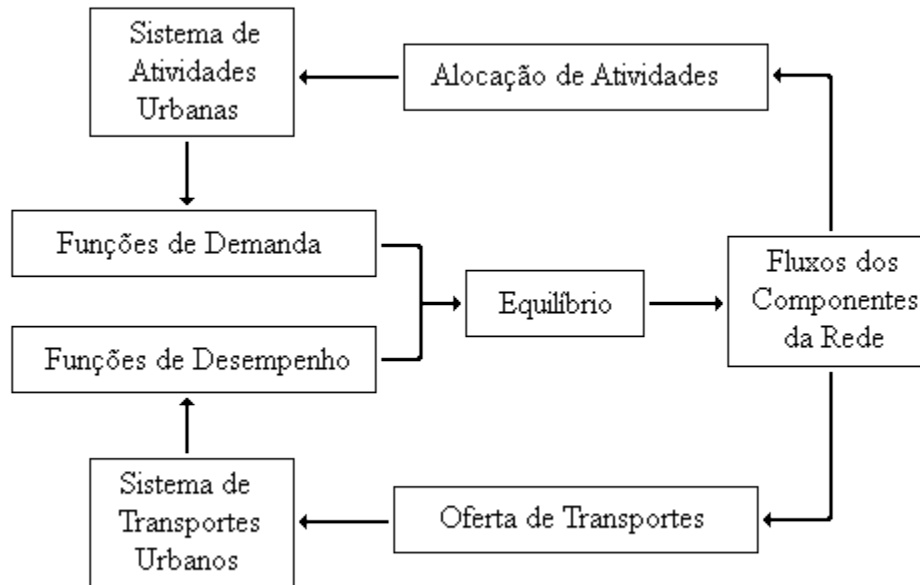 Sistema de
Atividades
Urbanas
Alocação de Atividades
Funções de Demanda
Fluxos dos
Componentes
da Rede
Equilíbrio
Funções de Desempenho
Sistema de
Transportes
Urbanos
Oferta de Transportes